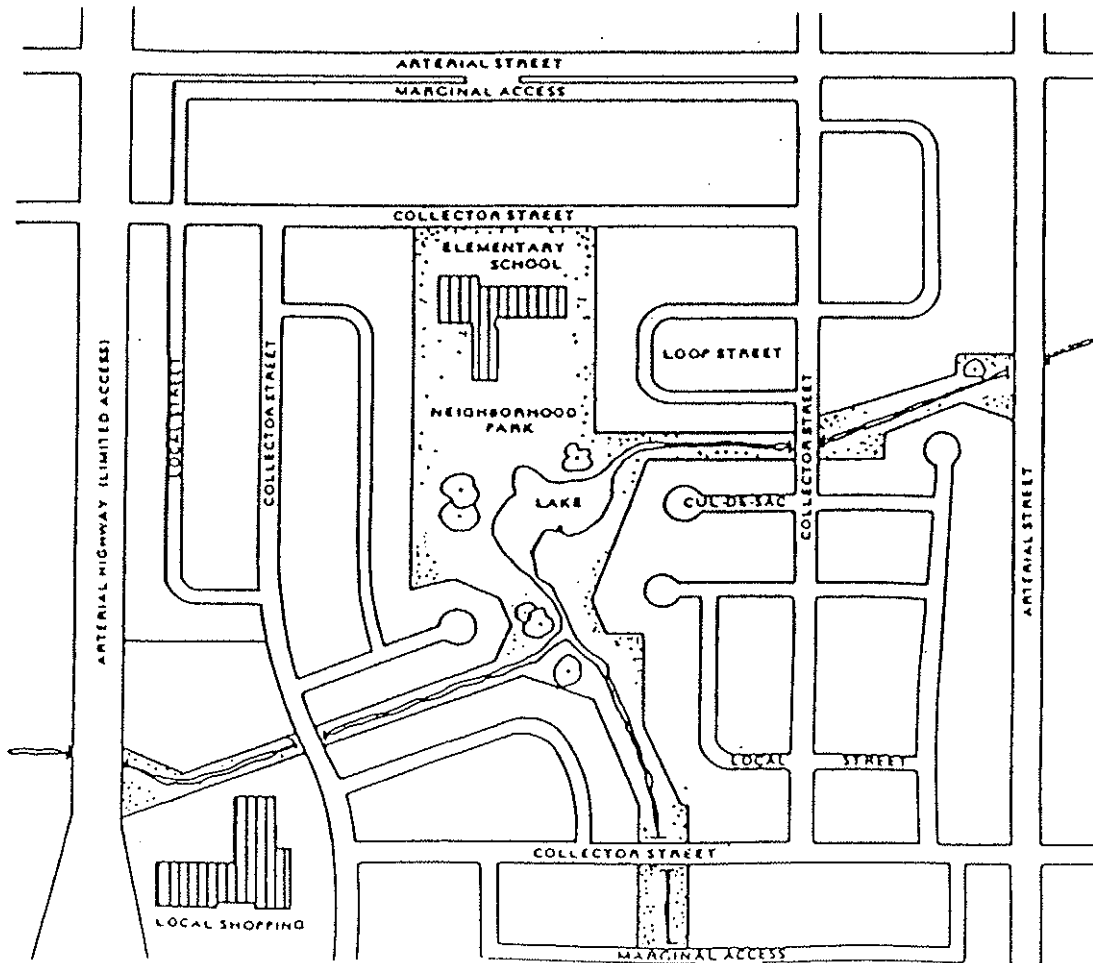 ARTERIAL STREET
MARGINAL ACCESS
COLLECTOR STREET
ELEMENTARY
SCHOOL
ARTERIAL HIGHWAY (LIMITED ACCESS)
LOCAL STREET
COLLECTOR STREET
LOOP STREET
NEIGHBORHOOD
PARK
COLLECTOR STREET
LAKE
CUL-DE-SAC
ARTERIAL STREET
LOCAL STREET
COLLECTOR STREET
LOCAL SHOPPING
MARGINAL ACCESS